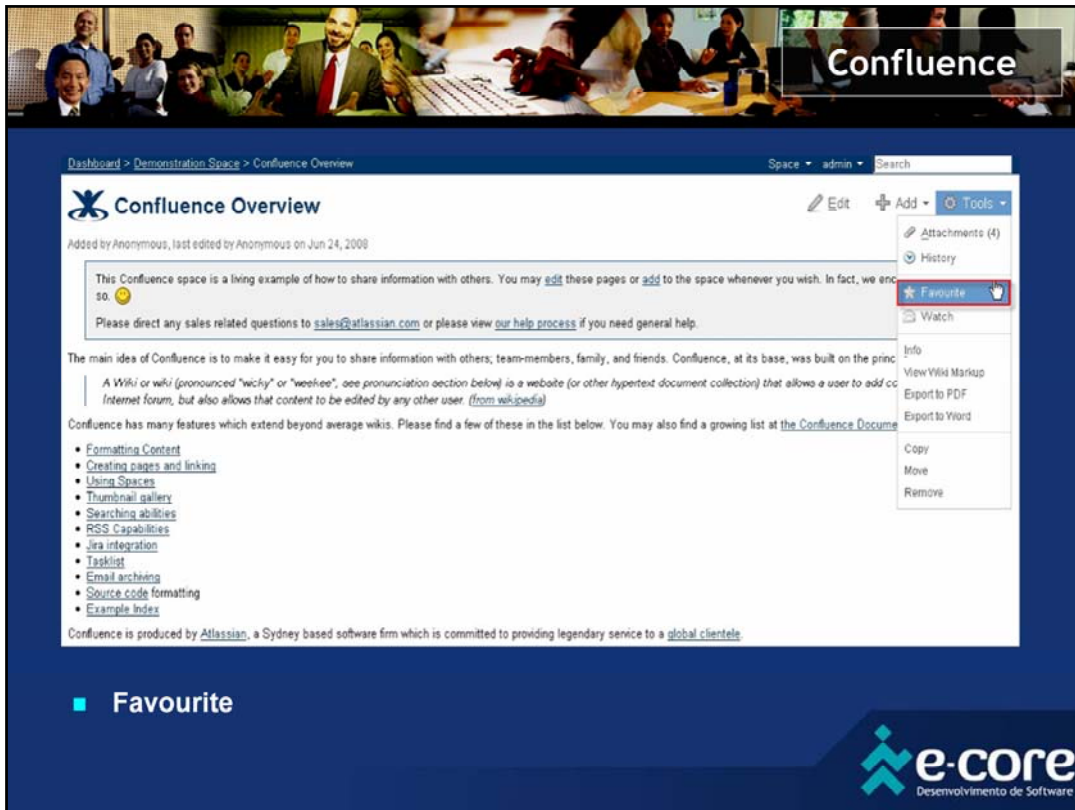 Confluence
Dashboard > Demonstration Space > Confluence Overview
Space admin Search
Confluence Overview
Edit Add Tools
Added by Anonymous, last edited by Anonymous on Jun 24, 2008
Attachments (4)
History
Favourite
Watch
Info
View Wiki Markup
Export to PDF
Export to Word
Copy
Move
Remove
This Confluence space is a living example of how to share information with others. You may edit these pages or add to the space whenever you wish. In fact, we enc
so.
Please direct any sales related questions to sales@atlassian.com or please view our help process if you need general help.
The main idea of Confluence is to make it easy for you to share information with others; team-members, family, and friends. Confluence, at its base, was built on the princ
A Wiki or wiki (pronounced "wicky" or "weekee", see pronunciation section below) is a website (or other hypertext document collection) that allows a user to add co
Internet forum, but also allows that content to be edited by any other user. (from wikipedia)
Confluence has many features which extend beyond average wikis. Please find a few of these in the list below. You may also find a growing list at the Confluence Docume
• Formatting Content
• Creating pages and linking
• Using Spaces
• Thumbnail gallery
• Searching abilities
• RSS Capabilities
• Jira integration
• Tasklist
• Email archiving
• Source code formatting
• Example Index
Confluence is produced by Atlassian, a Sydney based software firm which is committed to providing legendary service to a global clientele.
Favourite
e-core
Desenvolvimento de Software